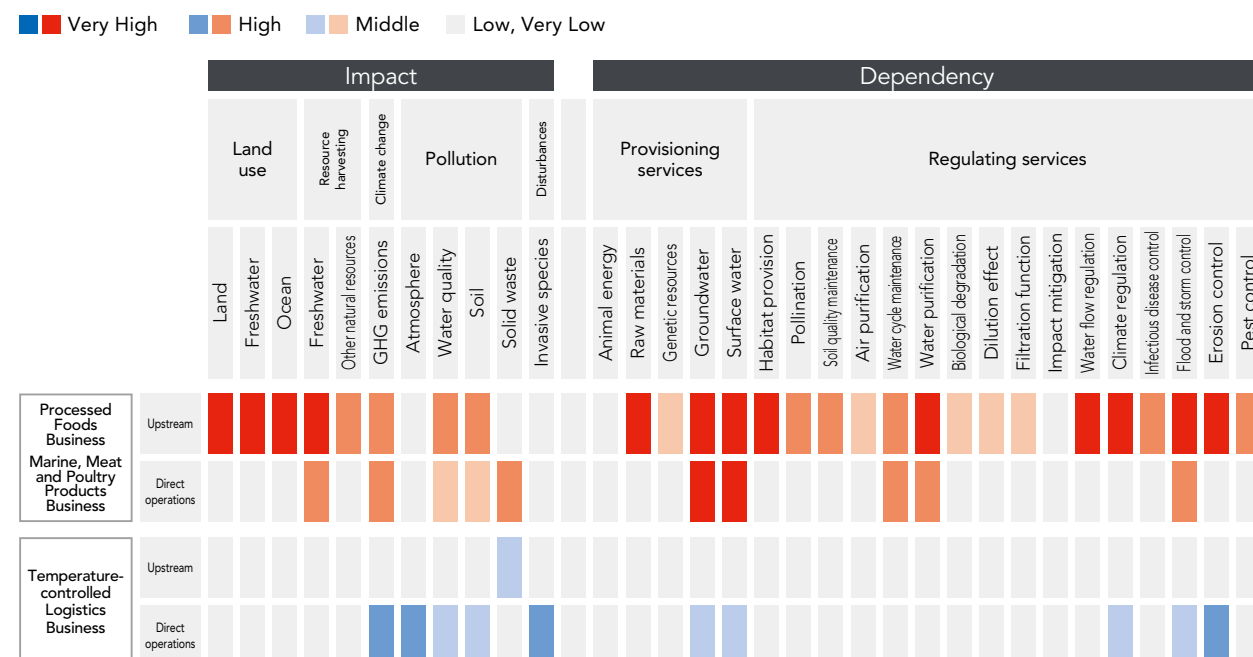 Very High
High
Middle
Low, Very Low
Impact
Dependency
Land
use
Resource
harvesting
Climate change
Pollution
Disturbances
Provisioning
services
Regulating services
Land
Freshwater
Ocean
Freshwater
Other natural resources
GHG emissions
Atmosphere
Water quality
Soil
Solid waste
Invasive species
Animal energy
Raw materials
Genetic resources
Groundwater
Surface water
Habitat provision
Pollination
Soil quality maintenance
Air purification
Water cycle maintenance
Water purification
Biological degradation
Dilution effect
Filtration function
Impact mitigation
Water flow regulation
Climate regulation
Infectious disease control
Flood and storm control
Erosion control
Pest control
Processed
Foods
Business
Marine, Meat
and Poultry
Products
Business
Upstream
Direct
operations
Temperature-
controlled
Logistics
Business
Upstream
Direct
operations